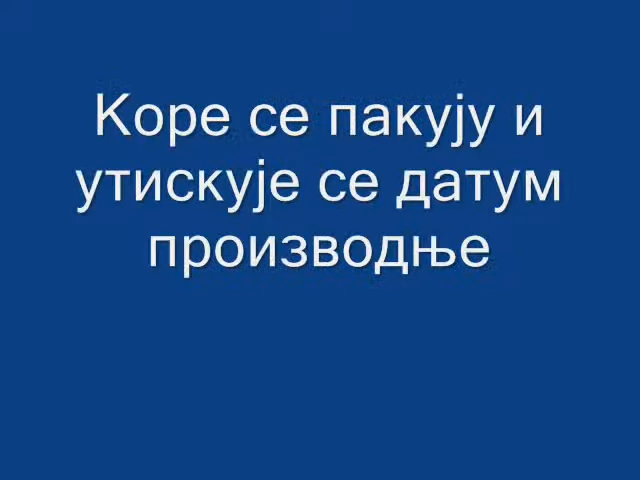 Коре се пакују и
утискује се датум
производње